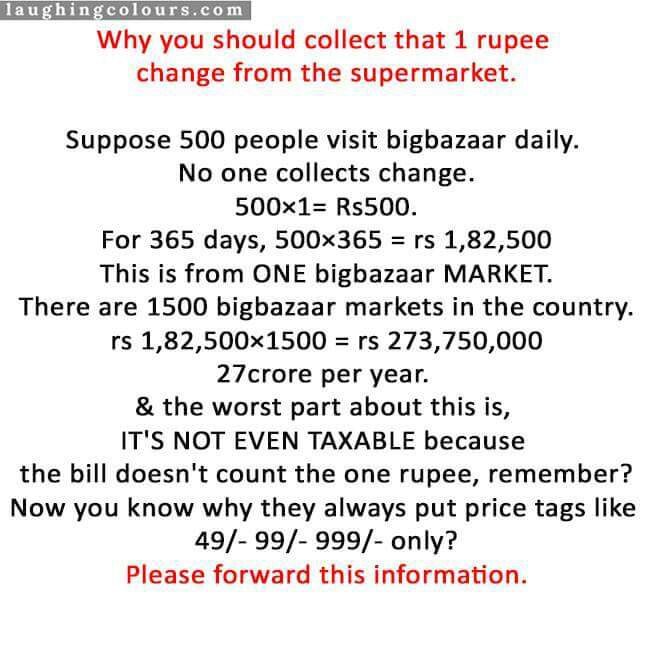 laughingcolours.com
Why you should collect that 1 rupee
change from the supermarket.
Suppose 500 people visit bigbazaar daily.
No one collects change.
500×1= Rs500.
For 365 days, 500×365 = rs 1,82,500
This is from ONE bigbazaar MARKET.
There are 1500 bigbazaar markets in the country.
rs 1,82,500×1500 = rs 273,750,000
27crore per year.
& the worst part about this is,
IT'S NOT EVEN TAXABLE because
the bill doesn't count the one rupee, remember?
Now you know why they always put price tags like
49/- 99/- 999/- only?
Please forward this information.